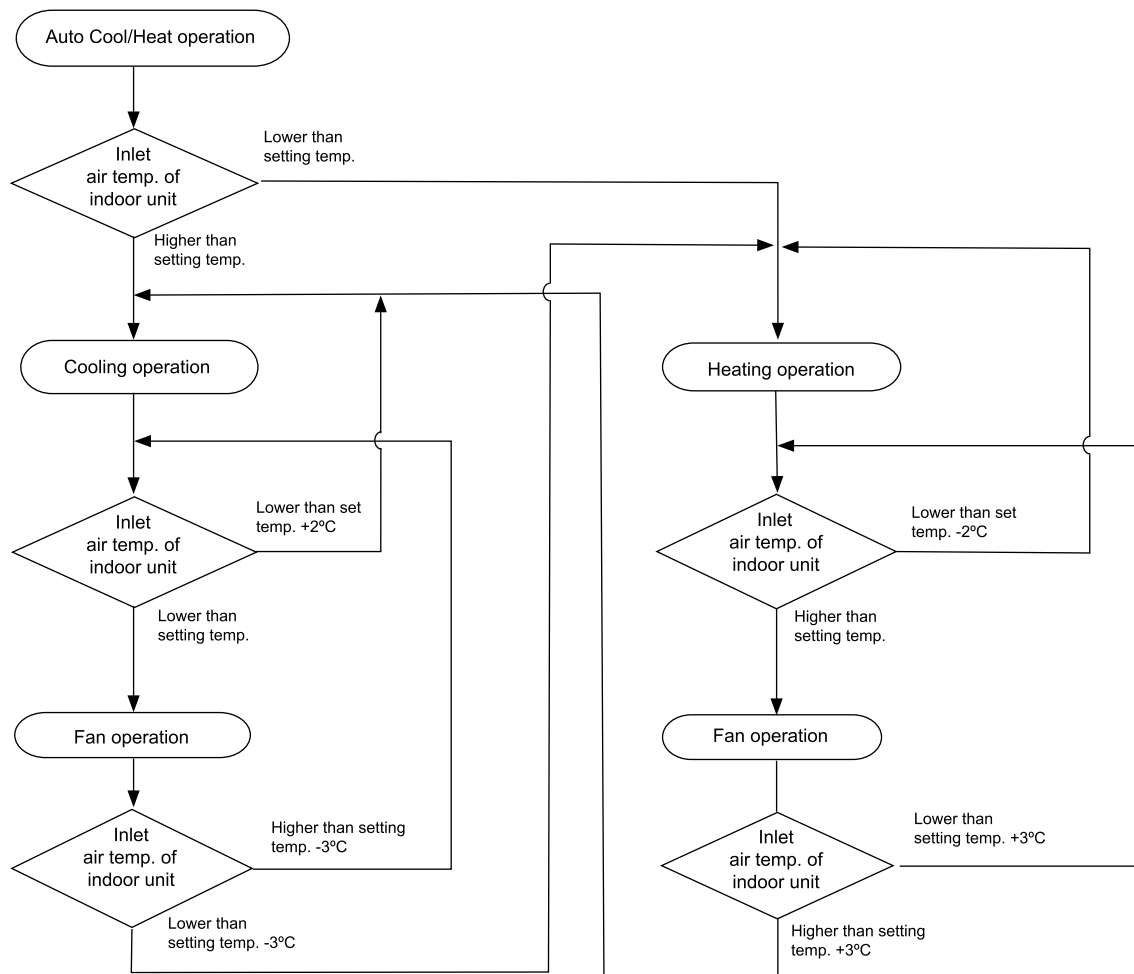 Auto Cool/Heat operation
Inlet
air temp. of
indoor unit
Lower than
setting temp.
Higher than
setting temp.
Cooling operation
Heating operation
Inlet
air temp. of
indoor unit
Lower than set
temp. +2ºC
Lower than
setting temp.
Inlet
air temp. of
indoor unit
Lower than set
temp. -2ºC
Higher than
setting temp.
Fan operation
Fan operation
Inlet
air temp. of
indoor unit
Higher than setting
temp. -3ºC
Lower than
setting temp. -3ºC
Inlet
air temp. of
indoor unit
Lower than
setting temp. +3ºC
Higher than setting
temp. +3ºC